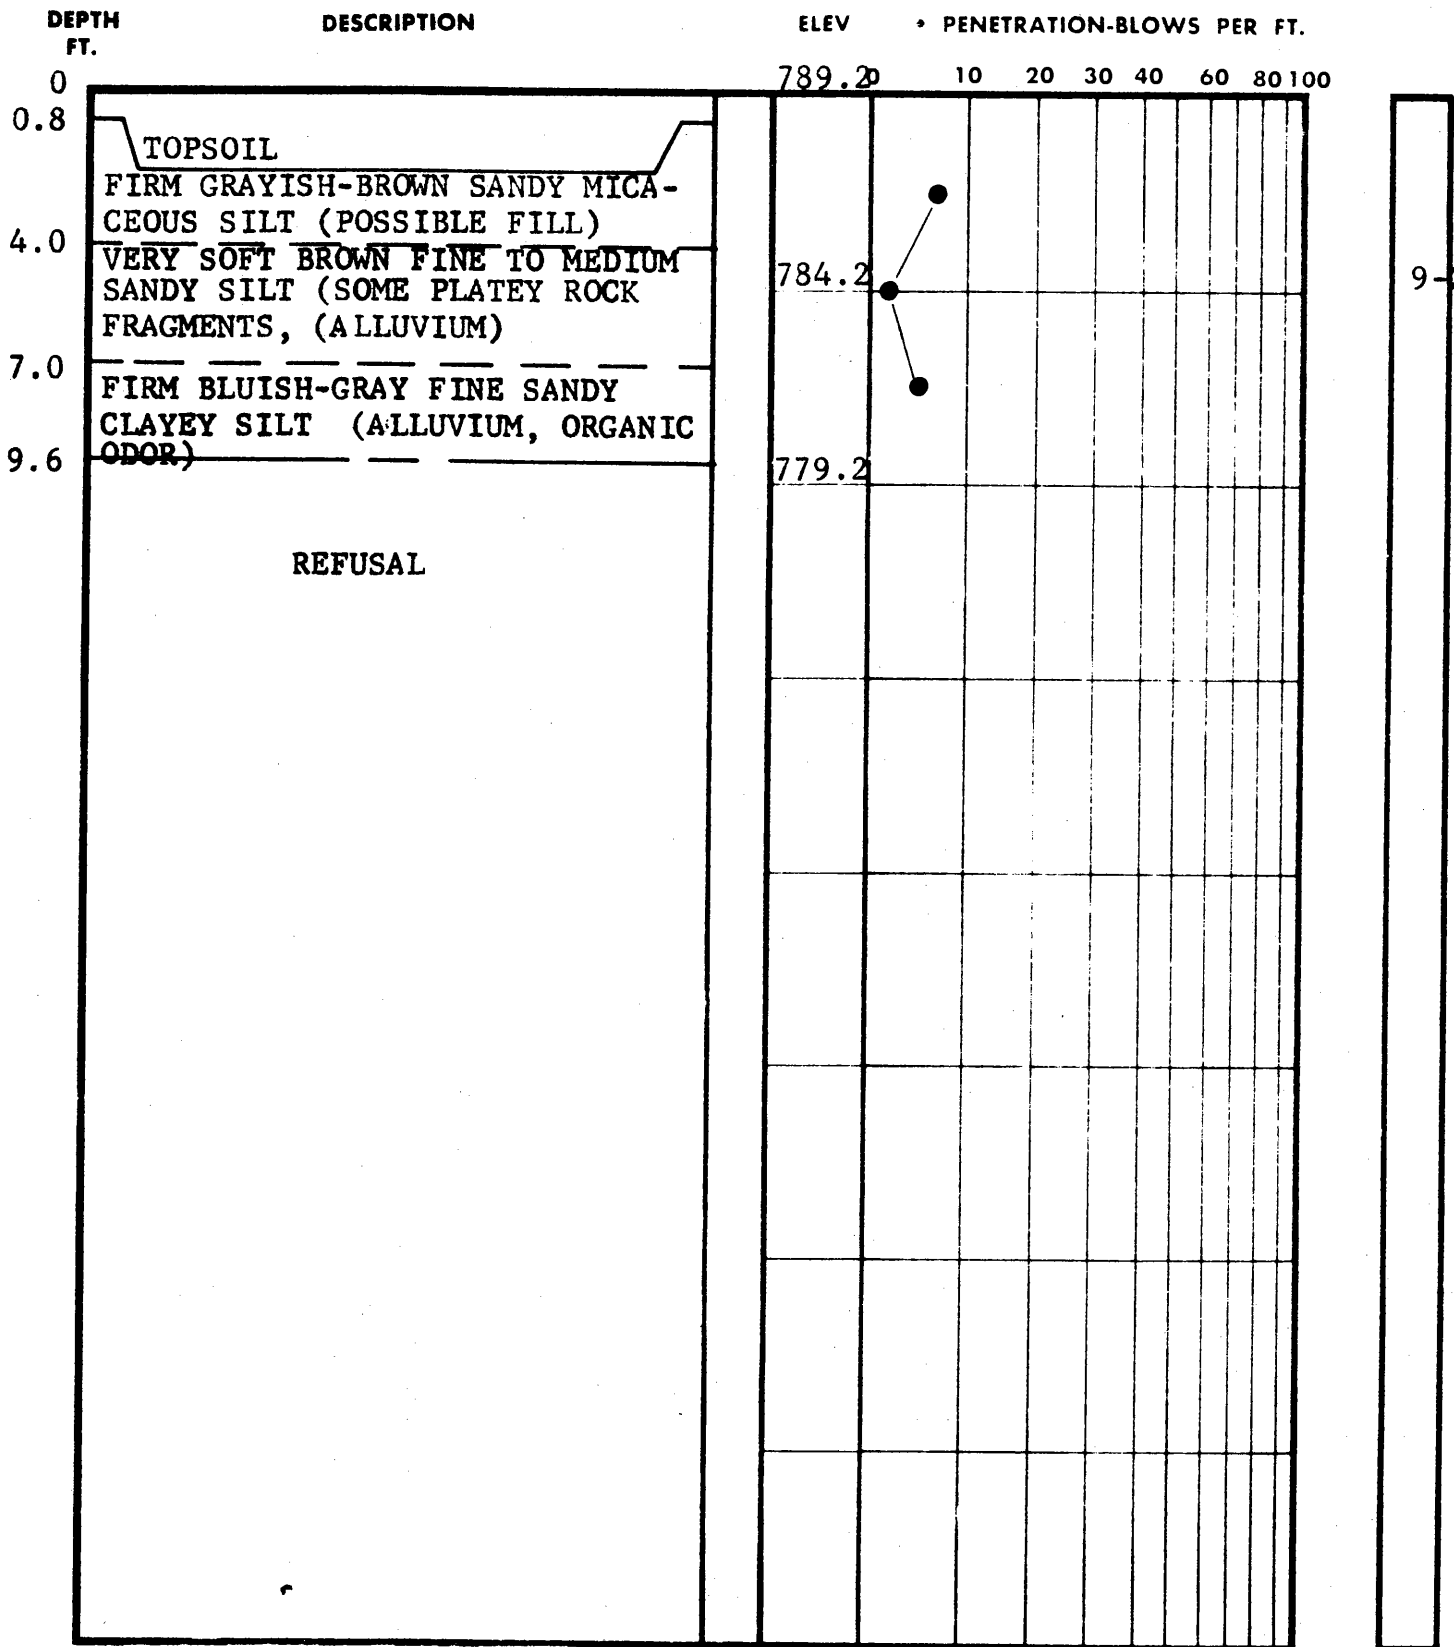 DEPTH FT. DESCRIPTION ELEV • PENETRATION-BLOWS PER FT.
0 789.2 0 10 20 30 40 60 80 100
0.8
TOPSOIL
FIRM GRAYISH-BROWN SANDY MICA-
CEOUS SILT (POSSIBLE FILL)
4.0
VERY SOFT BROWN FINE TO MEDIUM
SANDY SILT (SOME PLATEY ROCK
FRAGMENTS, (ALLUVIUM)
784.2
9-
7.0
FIRM BLUISH-GRAY FINE SANDY
CLAYEY SILT (ALLUVIUM, ORGANIC
ODOR)
9.6
779.2
REFUSAL